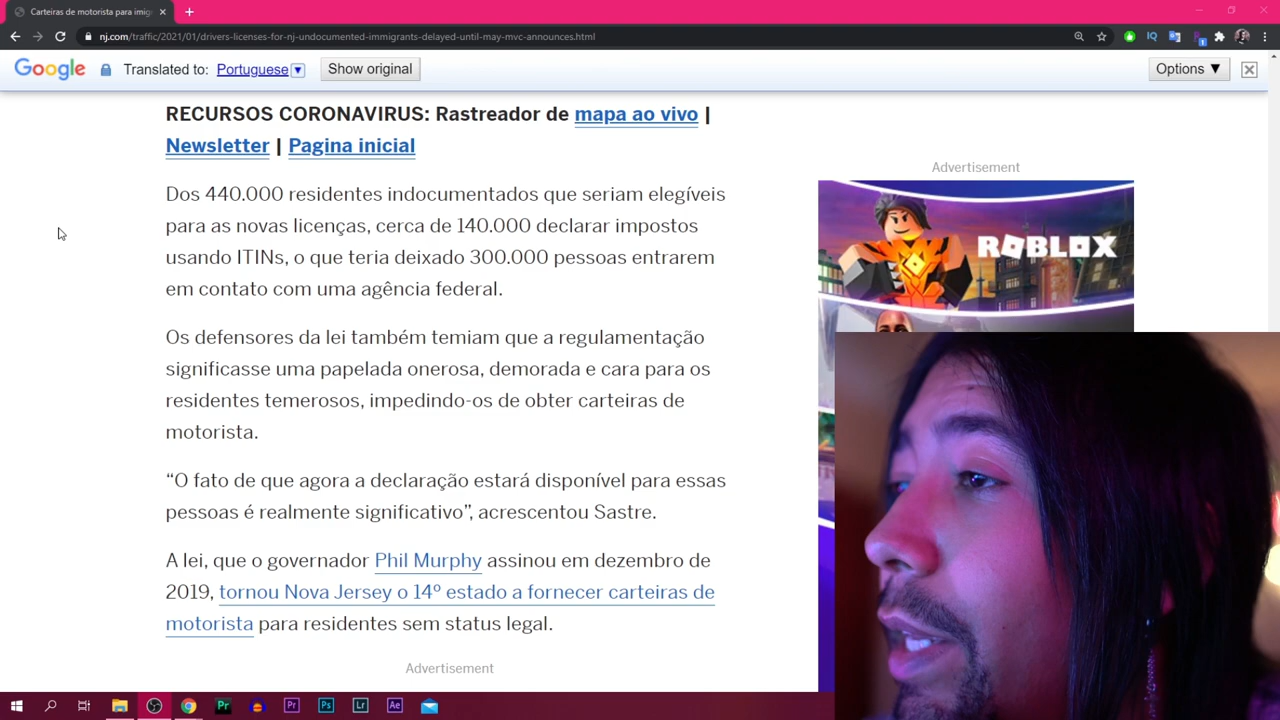 Carteiras de motorista para imig
nj.com/traffic/2021/01/drivers-licenses-for-nj-undocumented-immigrants-delayed-until-may-mvc-announces.html
Google Translated to: Portuguese Show original Options ▼
RECURSOS CORONAVIRUS: Rastreador de mapa ao vivo |
Newsletter | Pagina inicial
Dos 440.000 residentes indocumentados que seriam elegíveis
para as novas licenças, cerca de 140.000 declarar impostos
usando ITINs, o que teria deixado 300.000 pessoas entrarem
em contato com uma agência federal.
Os defensores da lei também temiam que a regulamentação
significasse uma papelada onerosa, demorada e cara para os
residentes temerosos, impedindo-os de obter carteiras de
motorista.
“O fato de que agora a declaração estará disponível para essas
pessoas é realmente significativo”, acrescentou Sastre.
A lei, que o governador Phil Murphy assinou em dezembro de
2019, tornou Nova Jersey o 14º estado a fornecer carteiras de
motorista para residentes sem status legal.
Advertisement
Advertisement
ROBLOX
IQ
1
Pr Pr Ps Lr Ae